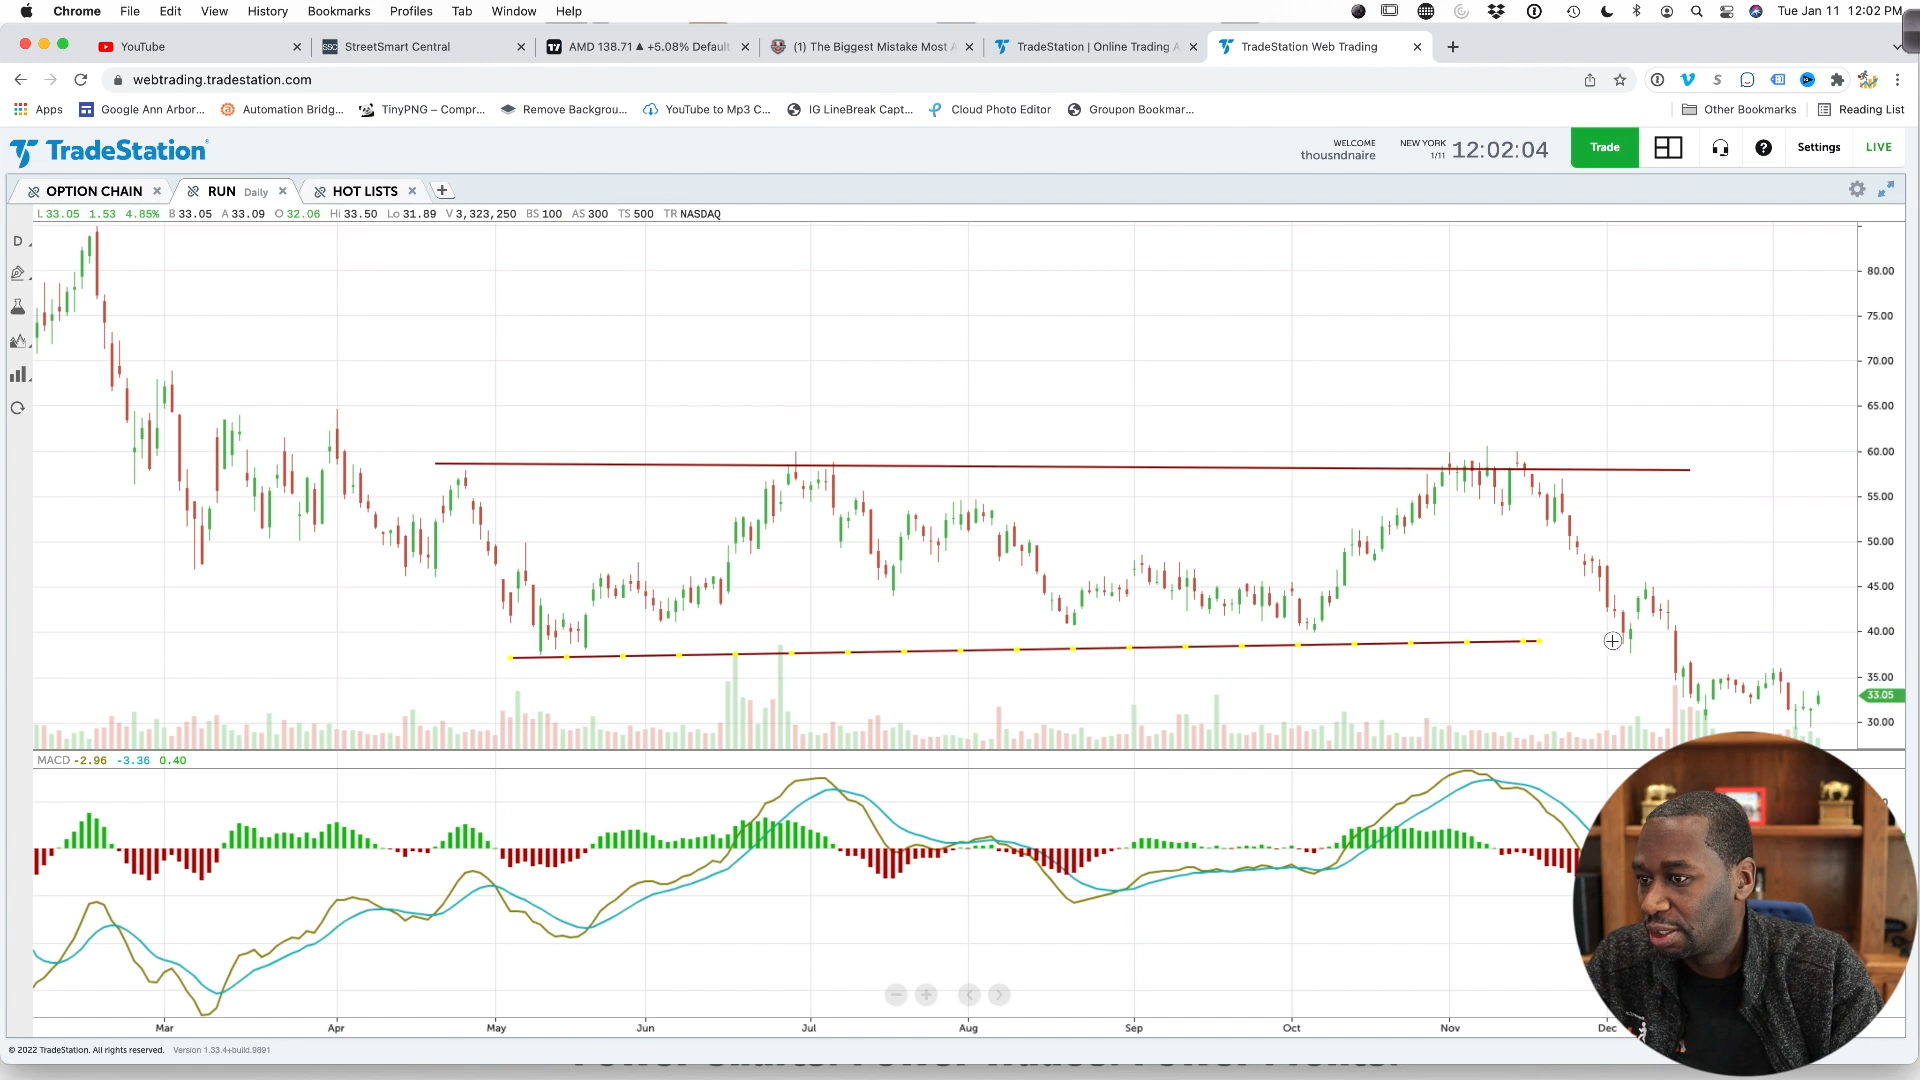 Chrome File Edit View History Bookmarks Profiles Tab Window Help Tue Jan 11 12:02 PM
YouTube StreetSmart Central AMD 138.71 ▲ +5.08% Default (1) The Biggest Mistake Most A TradeStation | Online Trading A TradeStation Web Trading
webtrading.tradestation.com
Apps Google Ann Arbor... Automation Bridg... TinyPNG – Compr... Remove Backgrou... YouTube to Mp3 C... IG LineBreak Capt... Cloud Photo Editor Groupon Bookmar... Other Bookmarks Reading List
TradeStation WELCOME thousndnaire NEW YORK 1/11 12:02:04 Trade Settings LIVE
OPTION CHAIN RUN Daily HOT LISTS
L 33.05 1.53 4.85% B 33.05 A 33.09 O 32.06 Hi 33.50 Lo 31.89 V 3,323,250 BS 100 AS 300 TS 500 TR NASDAQ
D
80.00
75.00
70.00
65.00
60.00
55.00
50.00
45.00
40.00
35.00
33.05
30.00
MACD -2.96 -3.36 0.40
Mar Apr May Jun Jul Aug Sep Oct Nov Dec
© 2022 TradeStation. All rights reserved. Version 1.33.4+build.9891